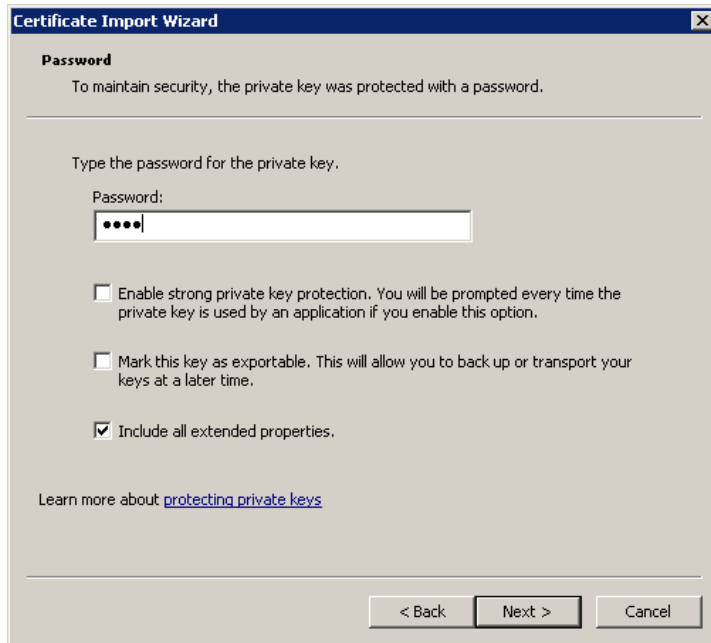 Certificate Import Wizard
Password
To maintain security, the private key was protected with a password.
Type the password for the private key.
Password:
••••
Enable strong private key protection. You will be prompted every time the
private key is used by an application if you enable this option.
Mark this key as exportable. This will allow you to back up or transport your
keys at a later time.
Include all extended properties.
Learn more about protecting private keys
< Back Next > Cancel